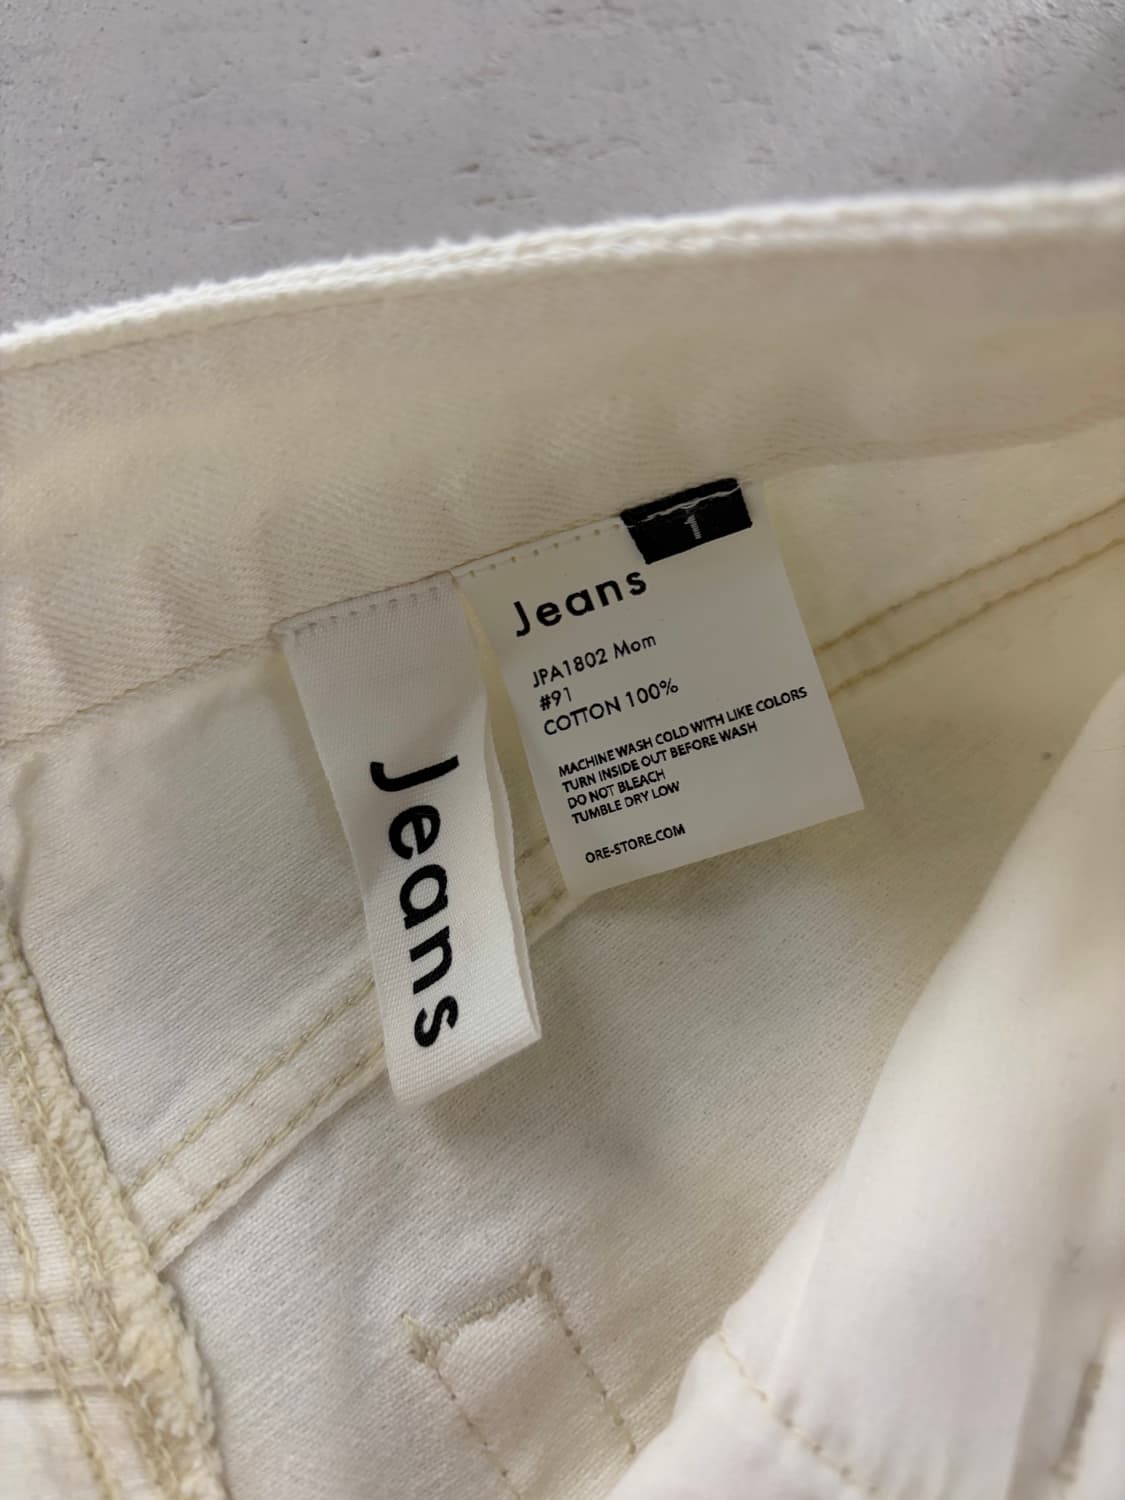 1
Jeans
JPA1802 Mom
#91
COTTON 100%
MACHINE WASH COLD WITH LIKE COLORS
TURN INSIDE OUT BEFORE WASH
DO NOT BLEACH
TUMBLE DRY LOW
ORE-STORE.COM
Jeans